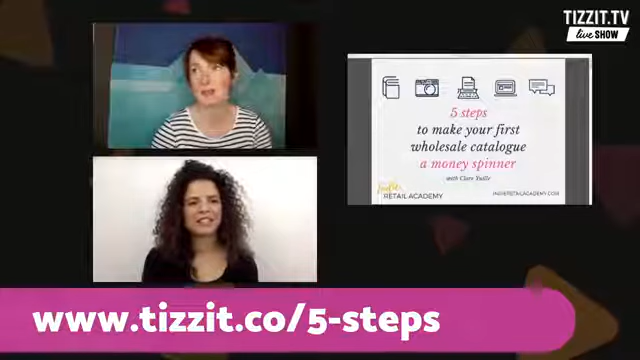 TIZZIT.TV
live SHOW
5 steps
to make your first
wholesale catalogue
a money spinner
with Clare Yuille
Indie
RETAIL ACADEMY
INDIERETAILACADEMY.COM
www.tizzit.co/5-steps